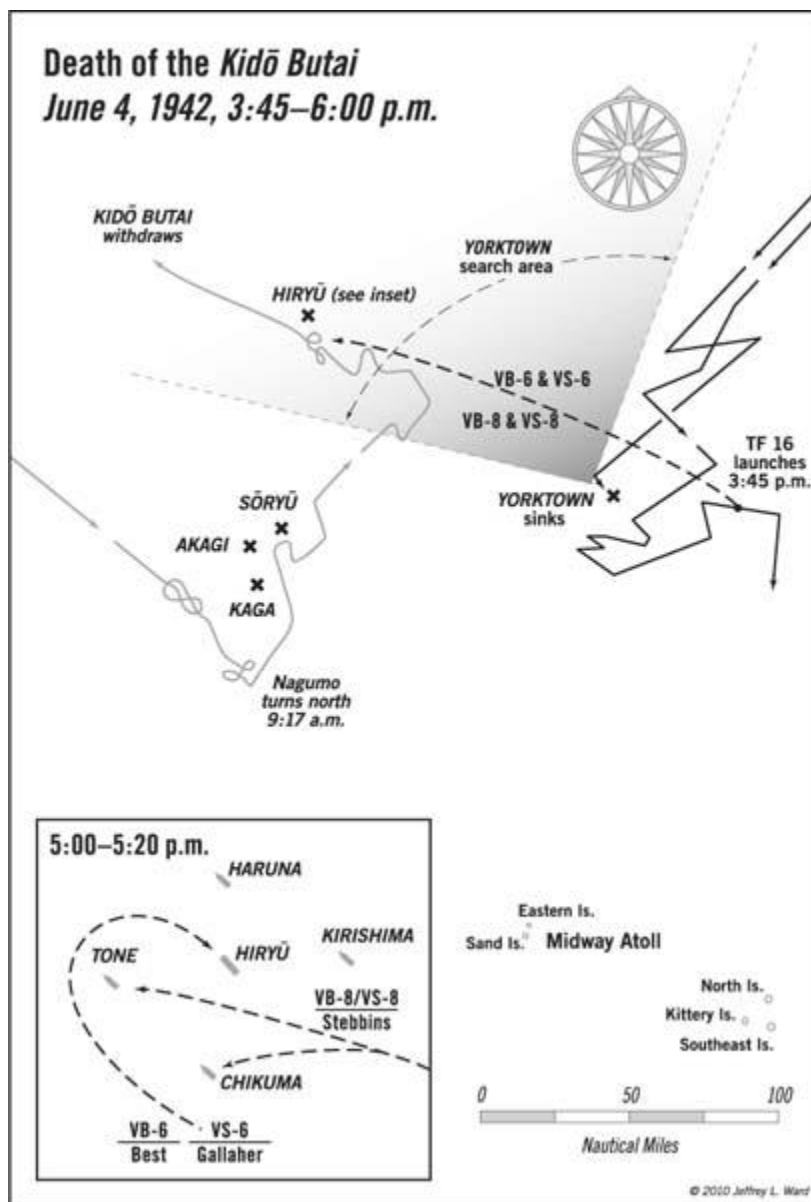 Death of the Kidō Butai
June 4, 1942, 3:45–6:00 p.m.
KIDŌ BUTAI
withdraws
YORKTOWN
search area
HIRYŪ (see inset)
VB-6 & VS-6
VB-8 & VS-8
TF 16
launches
3:45 p.m.
YORKTOWN
sinks
SŌRYŪ
AKAGI
KAGA
Nagumo
turns north
9:17 a.m.
5:00–5:20 p.m.
HARUNA
TONE
HIRYŪ
KIRISHIMA
VB-8/VS-8
Stebbins
CHIKUMA
VB-6 VS-6
Best Gallaher
Eastern Is.
Sand Is. Midway Atoll
North Is.
Kittery Is.
Southeast Is.
0 50 100
Nautical Miles
© 2010 Jeffrey L. Ward